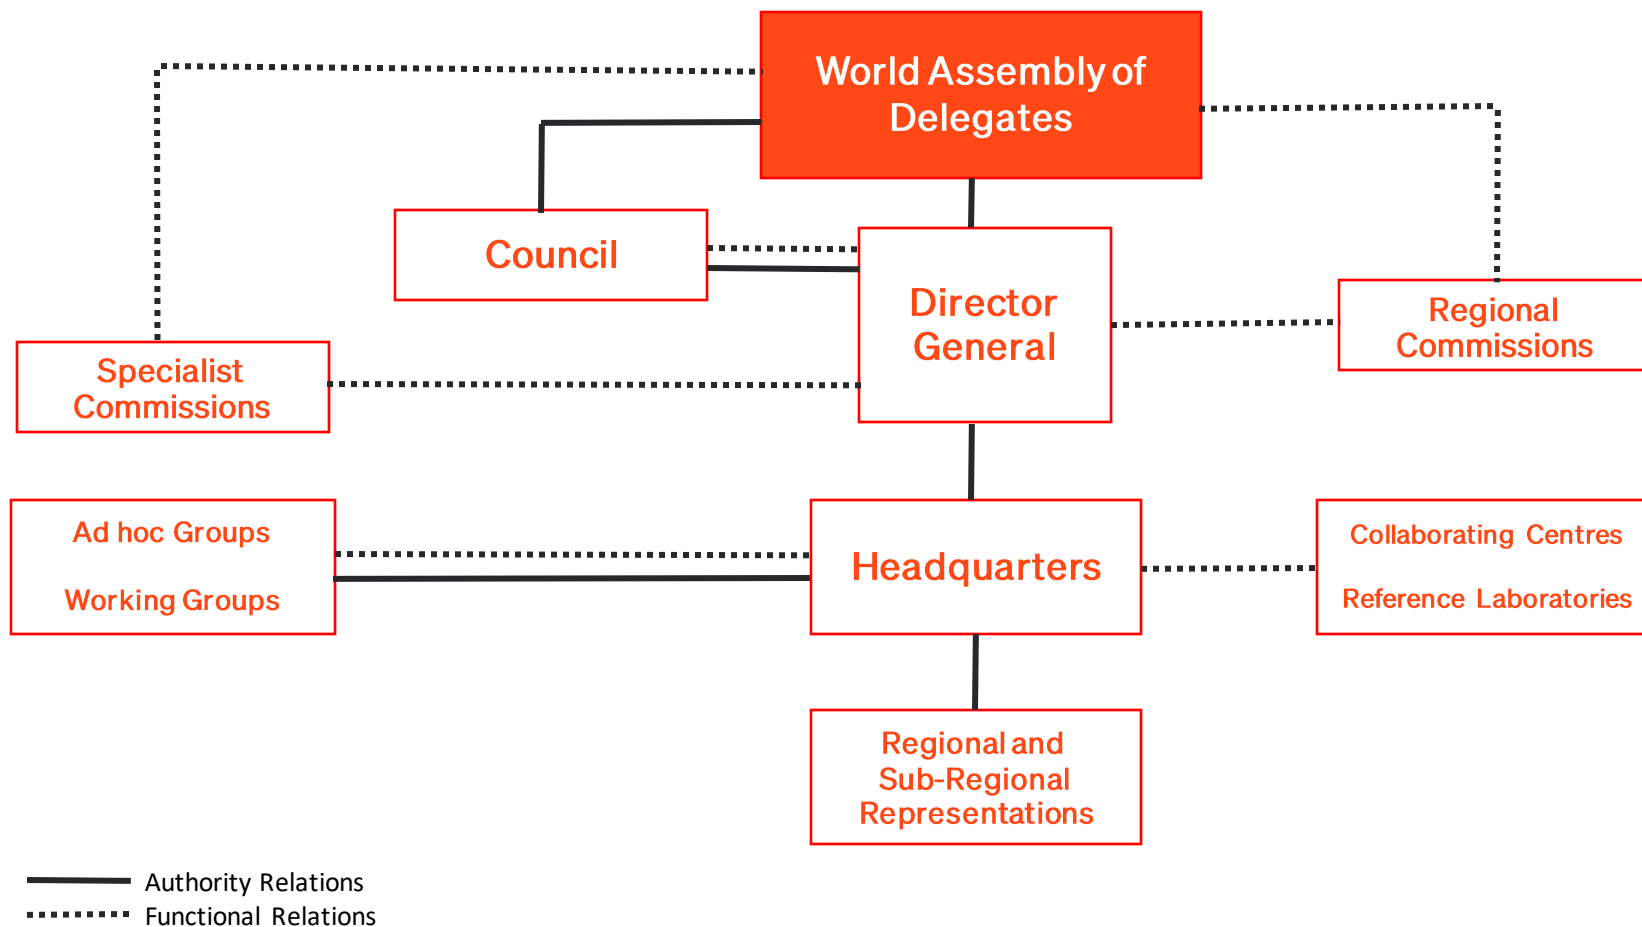 World Assembly of
Delegates
Council
Director
General
Regional
Commissions
Specialist
Commissions
Ad hoc Groups
Working Groups
Headquarters
Collaborating Centres
Reference Laboratories
Regional and
Sub-Regional
Representations
Authority Relations
Functional Relations